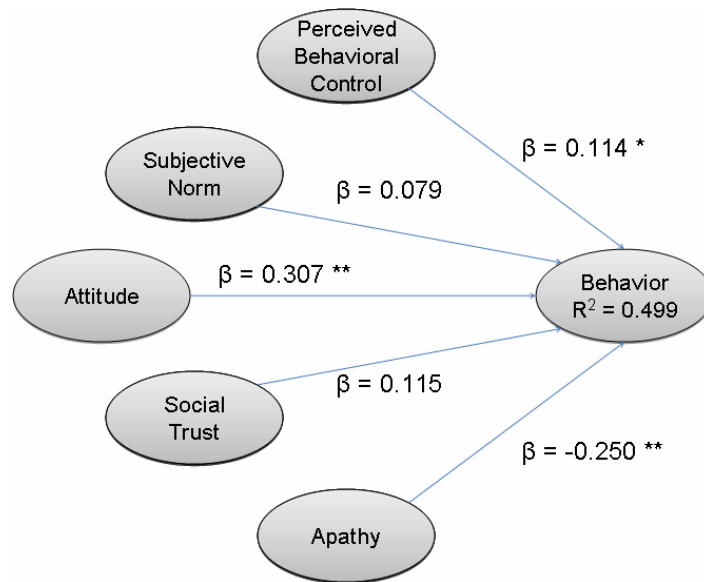 Perceived
Behavioral
Control
β = 0.114 *
Subjective
Norm
β = 0.079
β = 0.307 **
Attitude
Behavior
R² = 0.499
β = 0.115
Social
Trust
β = -0.250 **
Apathy